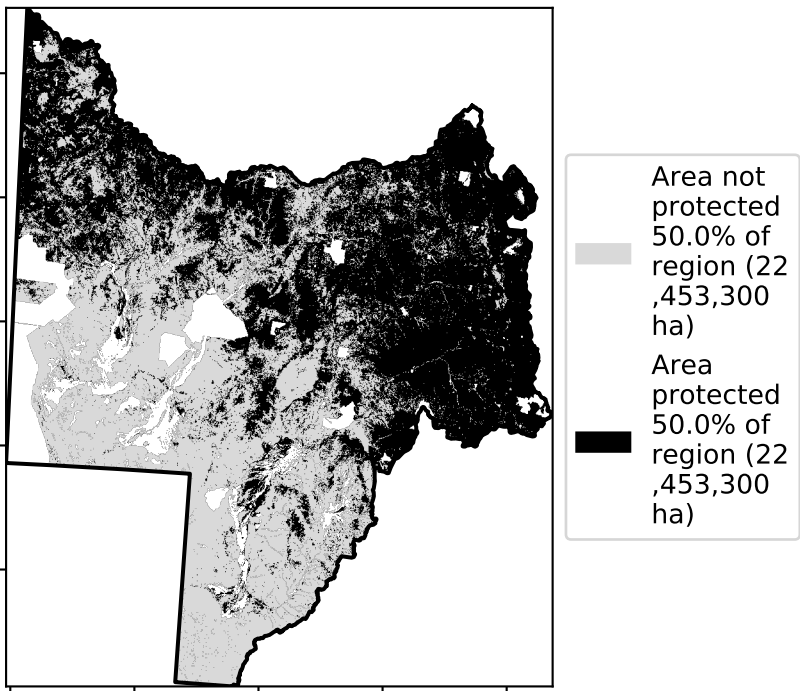 Area not
protected
50.0% of
region (22
,453,300
ha)
Area
protected
50.0% of
region (22
,453,300
ha)